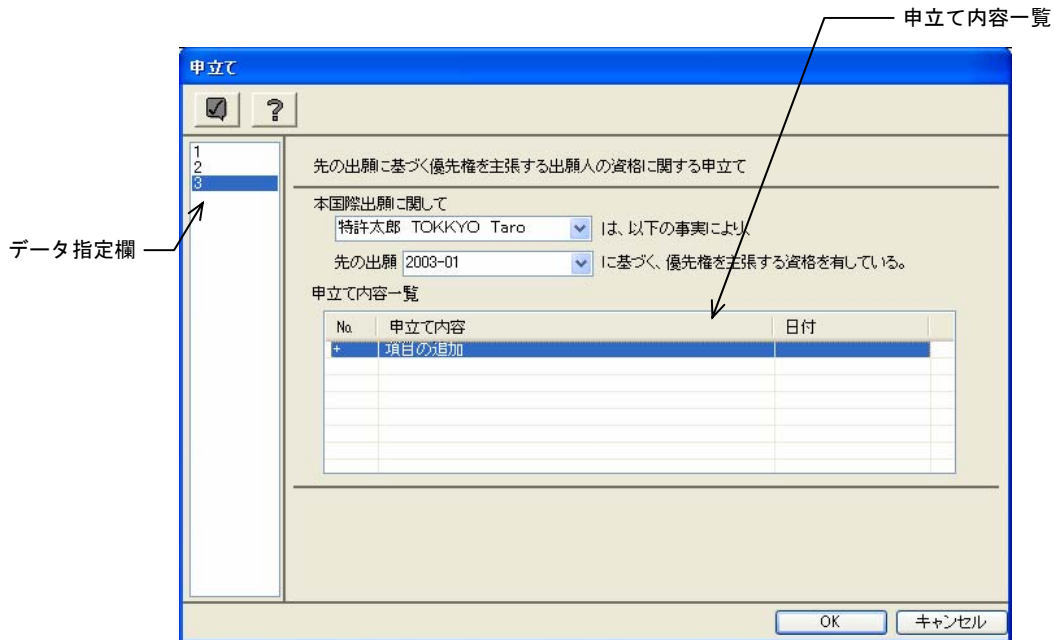 申立て内容一覧
申立て
?
1
2
3
先の出願に基づく優先権を主張する出願人の資格に関する申立て
本国際出願に関して
特許太郎 TOKKYO Taro は、以下の事実により、
データ指定欄
先の出願 2003-01 に基づく、優先権を主張する資格を有している。
申立て内容一覧
No. 申立て内容 日付
+ 項目の追加
OK キャンセル